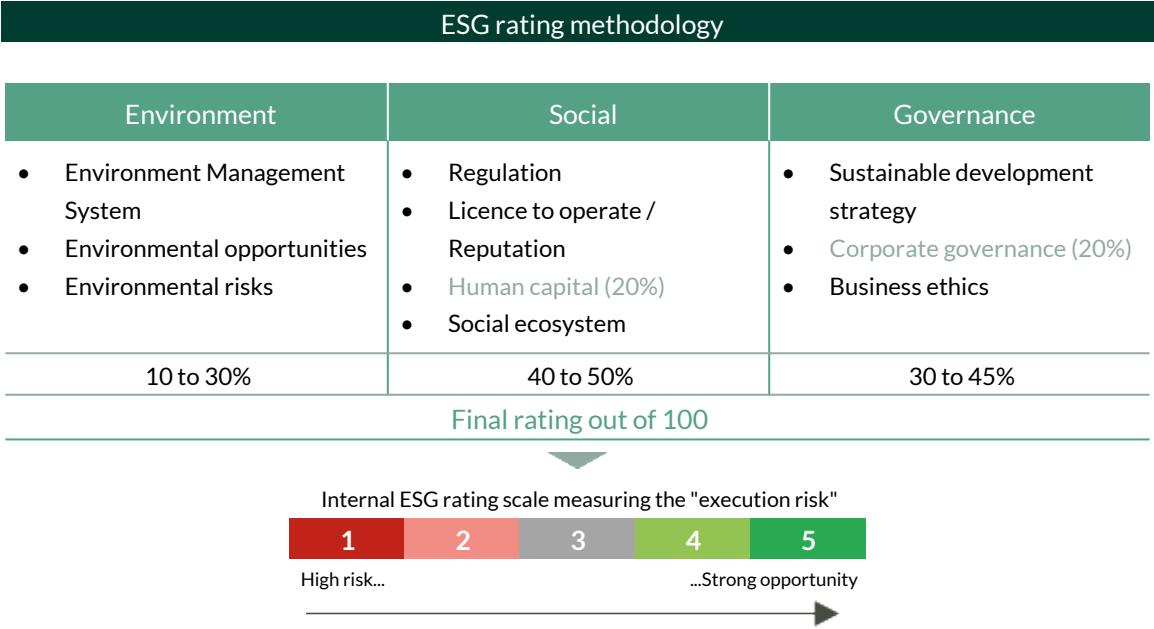 ESG rating methodology
Environment
Social
Governance
• Environment Management
System
• Environmental opportunities
• Environmental risks
• Regulation
• Licence to operate /
Reputation
• Human capital (20%)
• Social ecosystem
• Sustainable development
strategy
• Corporate governance (20%)
• Business ethics
10 to 30%
40 to 50%
30 to 45%
Final rating out of 100
Internal ESG rating scale measuring the "execution risk"
1
2
3
4
5
High risk...
...Strong opportunity